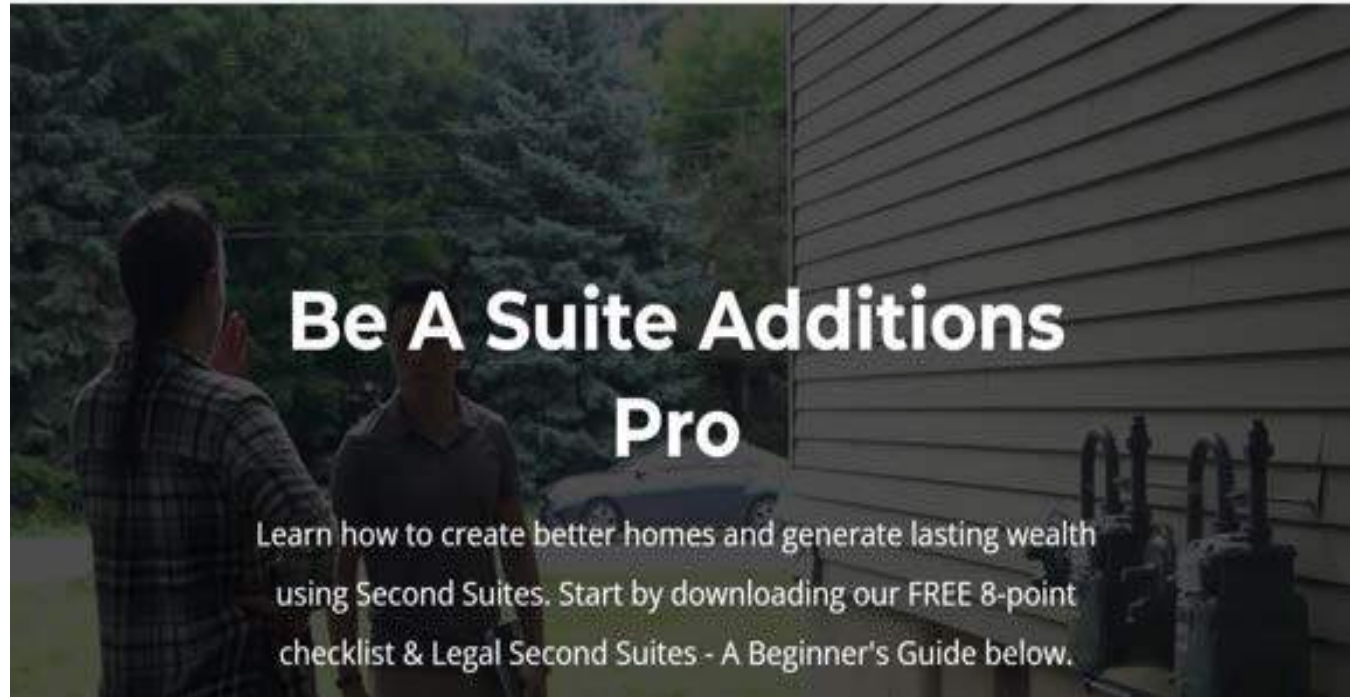 Be A Suite Additions
Pro
Learn how to create better homes and generate lasting wealth
using Second Suites. Start by downloading our FREE 8-point
checklist & Legal Second Suites - A Beginner's Guide below.